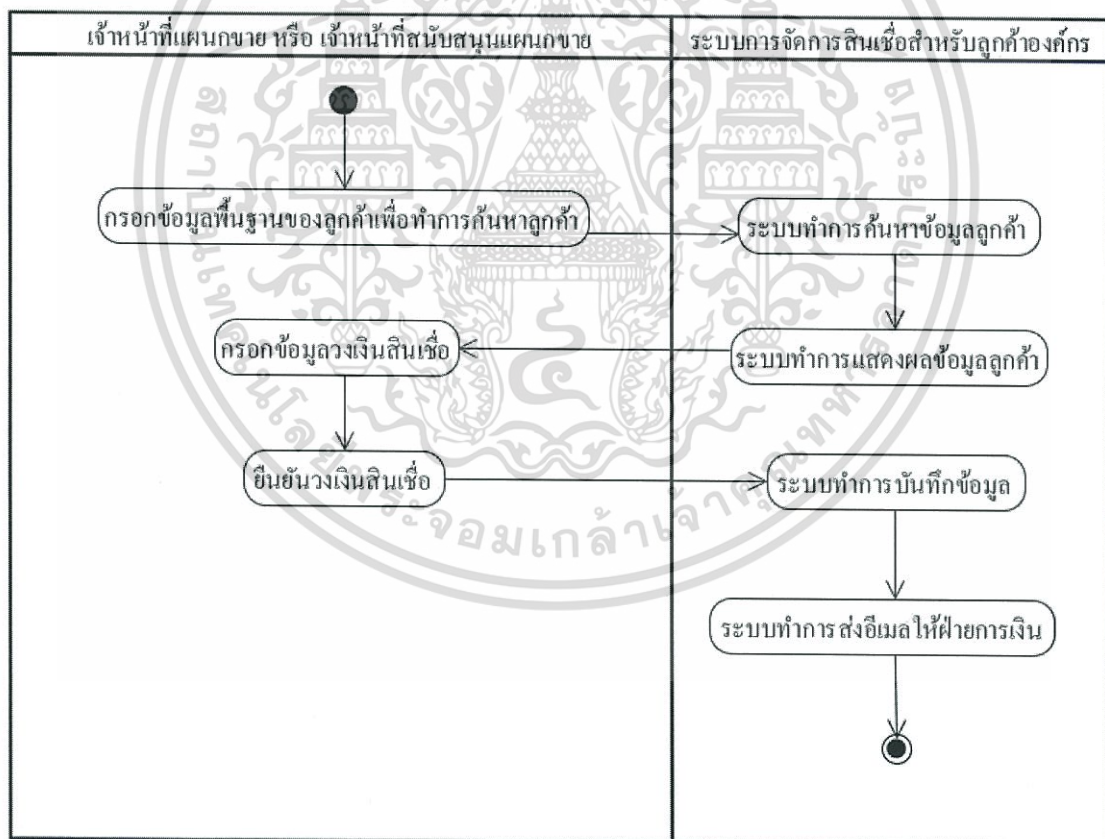 เจ้าหน้าที่แผนกขาย หรือ เจ้าหน้าที่สนับสนุนแผนกขาย
ระบบการจัดการสินเชื่อสำหรับลูกค้าองค์กร
กรอกข้อมูลพื้นฐานของลูกค้าเพื่อทำการค้นหาลูกค้า
ระบบทำการค้นหาข้อมูลลูกค้า
กรอกข้อมูลวงเงินสินเชื่อ
ระบบทำการแสดงผลข้อมูลลูกค้า
ยืนยันวงเงินสินเชื่อ
ระบบทำการบันทึกข้อมูล
ระบบทำการส่งอีเมลให้ฝ่ายการเงิน